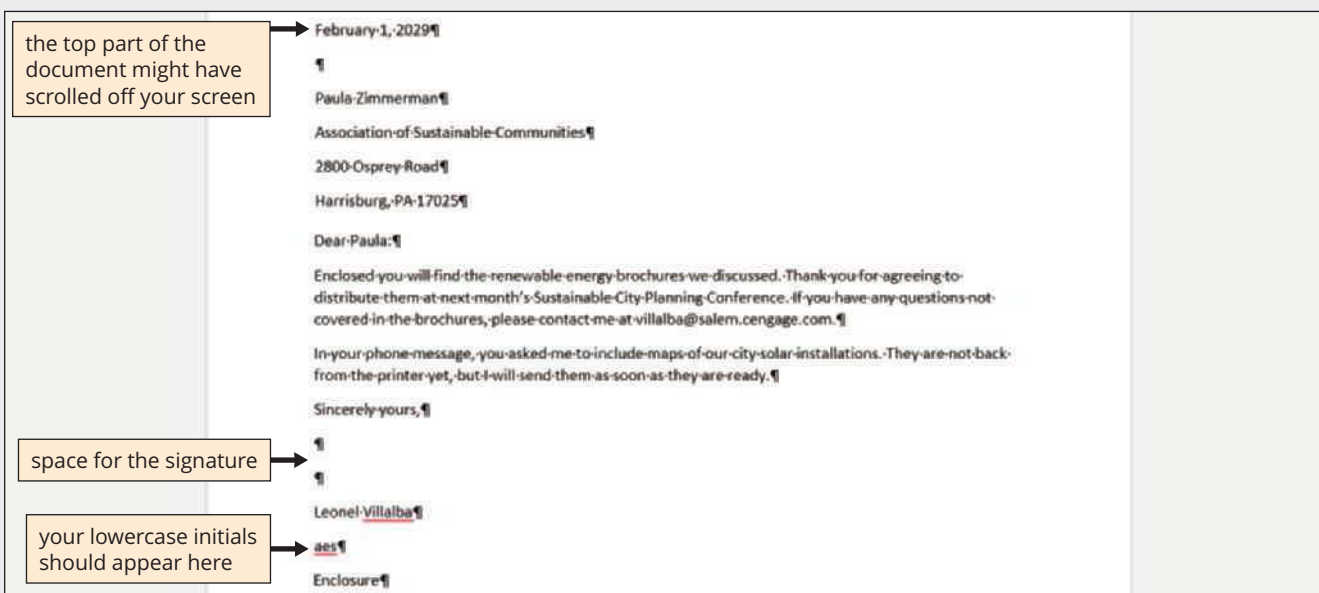 the top part of the
document might have
scrolled off your screen
February·1,·2029¶
¶
Paula·Zimmerman¶
Association·of·Sustainable·Communities¶
2800·Osprey·Road¶
Harrisburg,·PA·17025¶
Dear·Paula:¶
Enclosed·you·will·find·the·renewable·energy·brochures·we·discussed.·Thank·you·for·agreeing·to·
distribute·them·at·next·month's·Sustainable·City·Planning·Conference.·If·you·have·any·questions·not·
covered·in·the·brochures,·please·contact·me·at·villalba@salem.cengage.com.¶
In·your·phone·message,·you·asked·me·to·include·maps·of·our·city·solar·installations.·They·are·not·back·
from·the·printer·yet,·but·I·will·send·them·as·soon·as·they·are·ready.¶
Sincerely·yours,¶
¶
space for the signature
¶
Leonel·Villalba¶
your lowercase initials
should appear here
aes¶
Enclosure¶